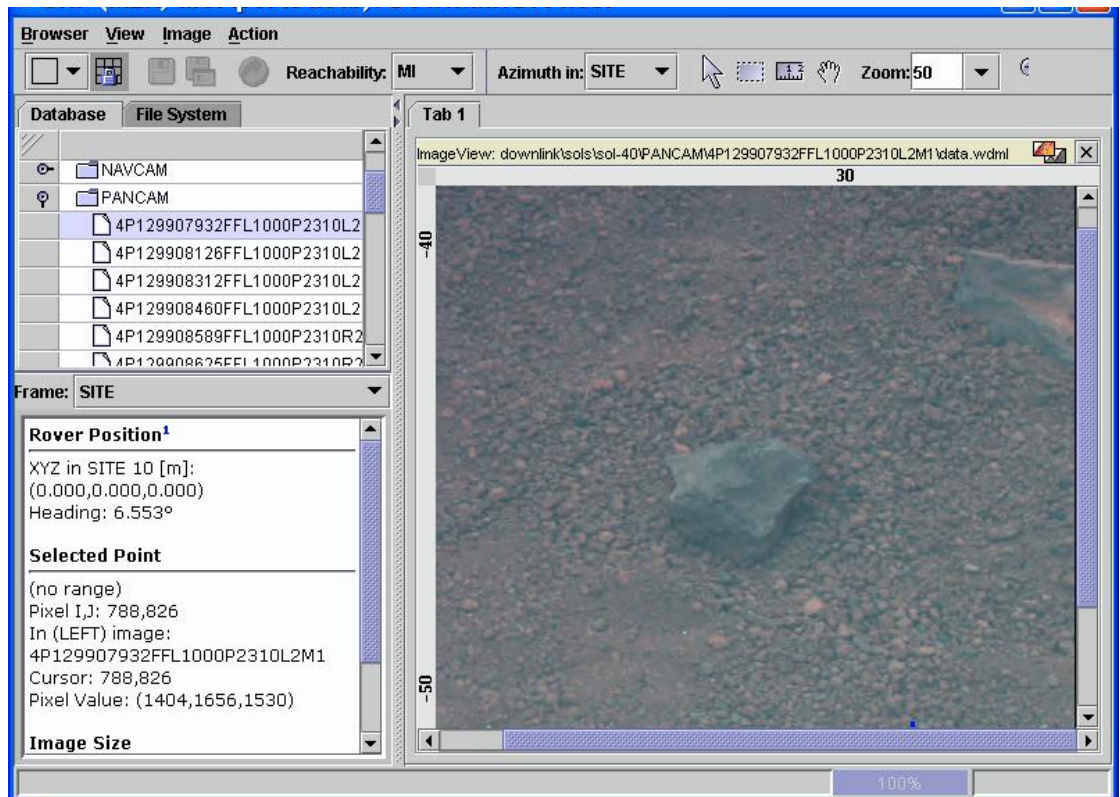 Browser View Image Action
Reachability: MI Azimuth in: SITE Zoom: 50
Database File System
Tab 1
NAVCAM
PANCAM
4P129907932FFL1000P2310L2
4P129908126FFL1000P2310L2
4P129908312FFL1000P2310L2
4P129908460FFL1000P2310L2
4P129908589FFL1000P2310R2
4P129908625FFL1000P2310R2
ImageView: downlink\sols\sol-40\PANCAM\4P129907932FFL1000P2310L2M1\data.wdml
30
-40
-50
Frame: SITE
Rover Position1
XYZ in SITE 10 [m]:
(0.000,0.000,0.000)
Heading: 6.553º
Selected Point
(no range)
Pixel I,J: 788,826
In (LEFT) image:
4P129907932FFL1000P2310L2M1
Cursor: 788,826
Pixel Value: (1404,1656,1530)
Image Size
100%